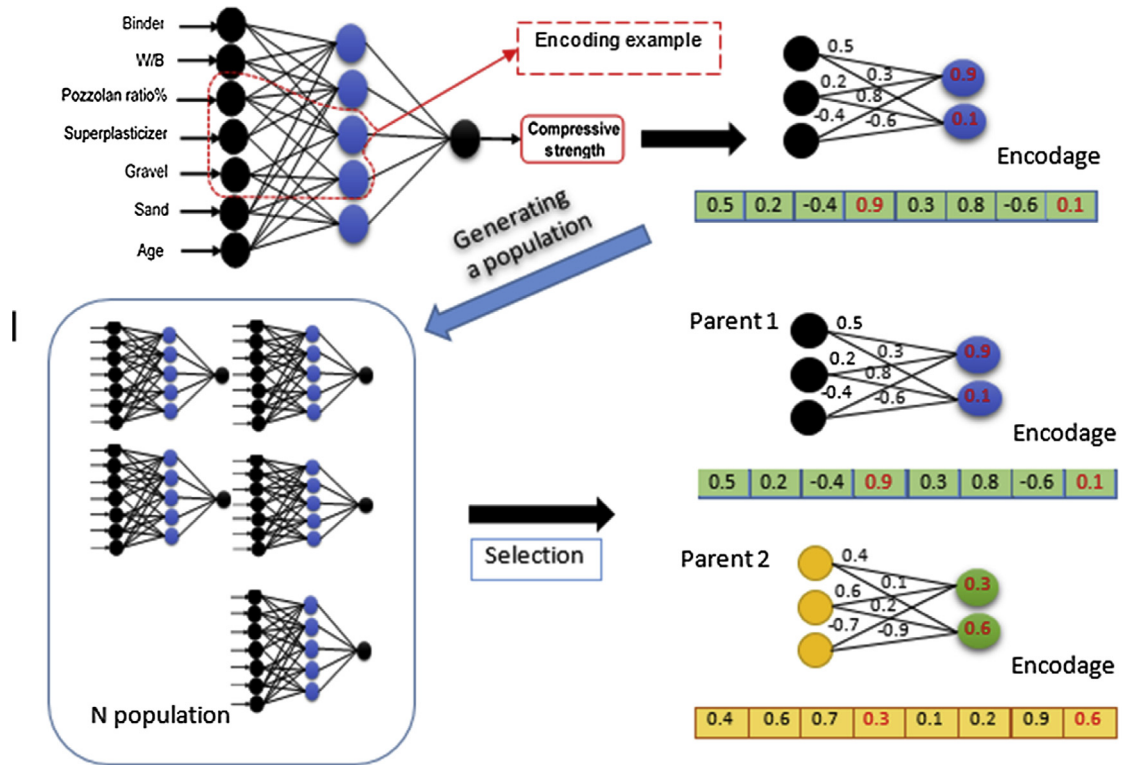 Binder
W/B
Pozzolan ratio%
Superplasticizer
Gravel
Sand
Age
Encoding example
Compressive
strength
0.5
0.3
0.2
0.8
-0.4
-0.6
0.9
0.1
Encodage
0.5 0.2 -0.4 0.9 0.3 0.8 -0.6 0.1
Generating
a population
N population
Selection
Parent 1
0.5
0.3
0.2
0.8
-0.4
-0.6
0.9
0.1
Encodage
0.5 0.2 -0.4 0.9 0.3 0.8 -0.6 0.1
Parent 2
0.4
0.1
0.6
0.2
-0.7
-0.9
0.3
0.6
Encodage
0.4 0.6 0.7 0.3 0.1 0.2 0.9 0.6